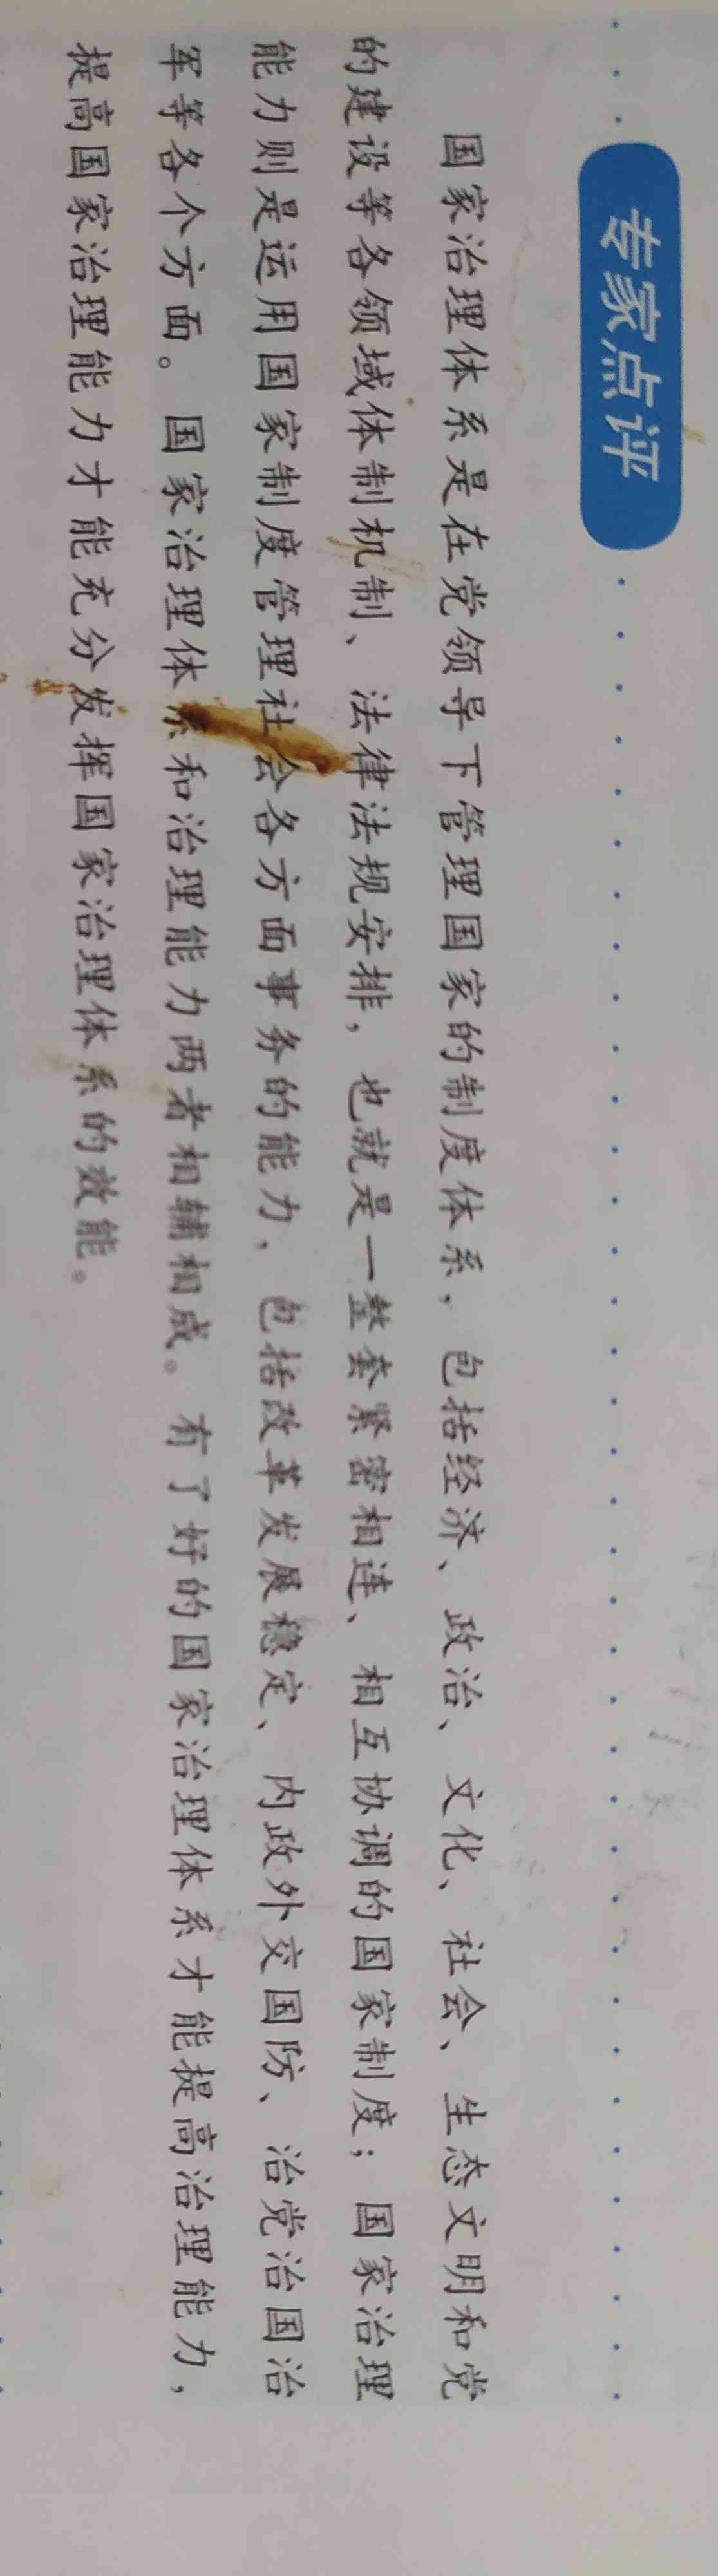 专家点评
国家治理体系是在党领导下管理国家的制度体系，包括经济、政治、文化、社会、生态文明和党
的建设等各领域体制机制、法律法规安排，也就是一整套紧密相连、相互协调的国家制度；国家治理
能力则是运用国家制度管理社会各方面事务的能力，包括改革发展稳定、内政外交国防、治党治国治
军等各个方面。国家治理体系和治理能力两者相辅相成。有了好的国家治理体系才能提高治理能力，
提高国家治理能力才能充分发挥国家治理体系的效能。